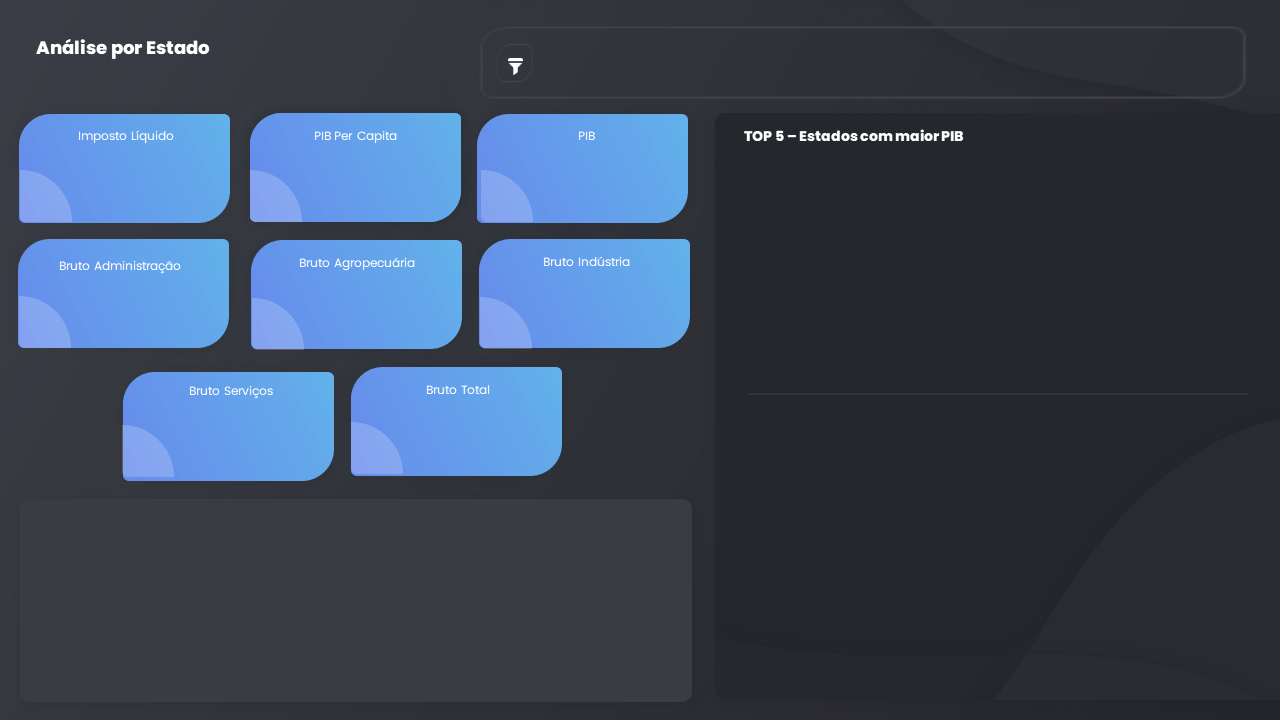 Análise por Estado
Imposto Líquido
PIB Per Capita
PIB
TOP 5 – Estados com maior PIB
Bruto Administração
Bruto Agropecuária
Bruto Indústria
Bruto Serviços
Bruto Total